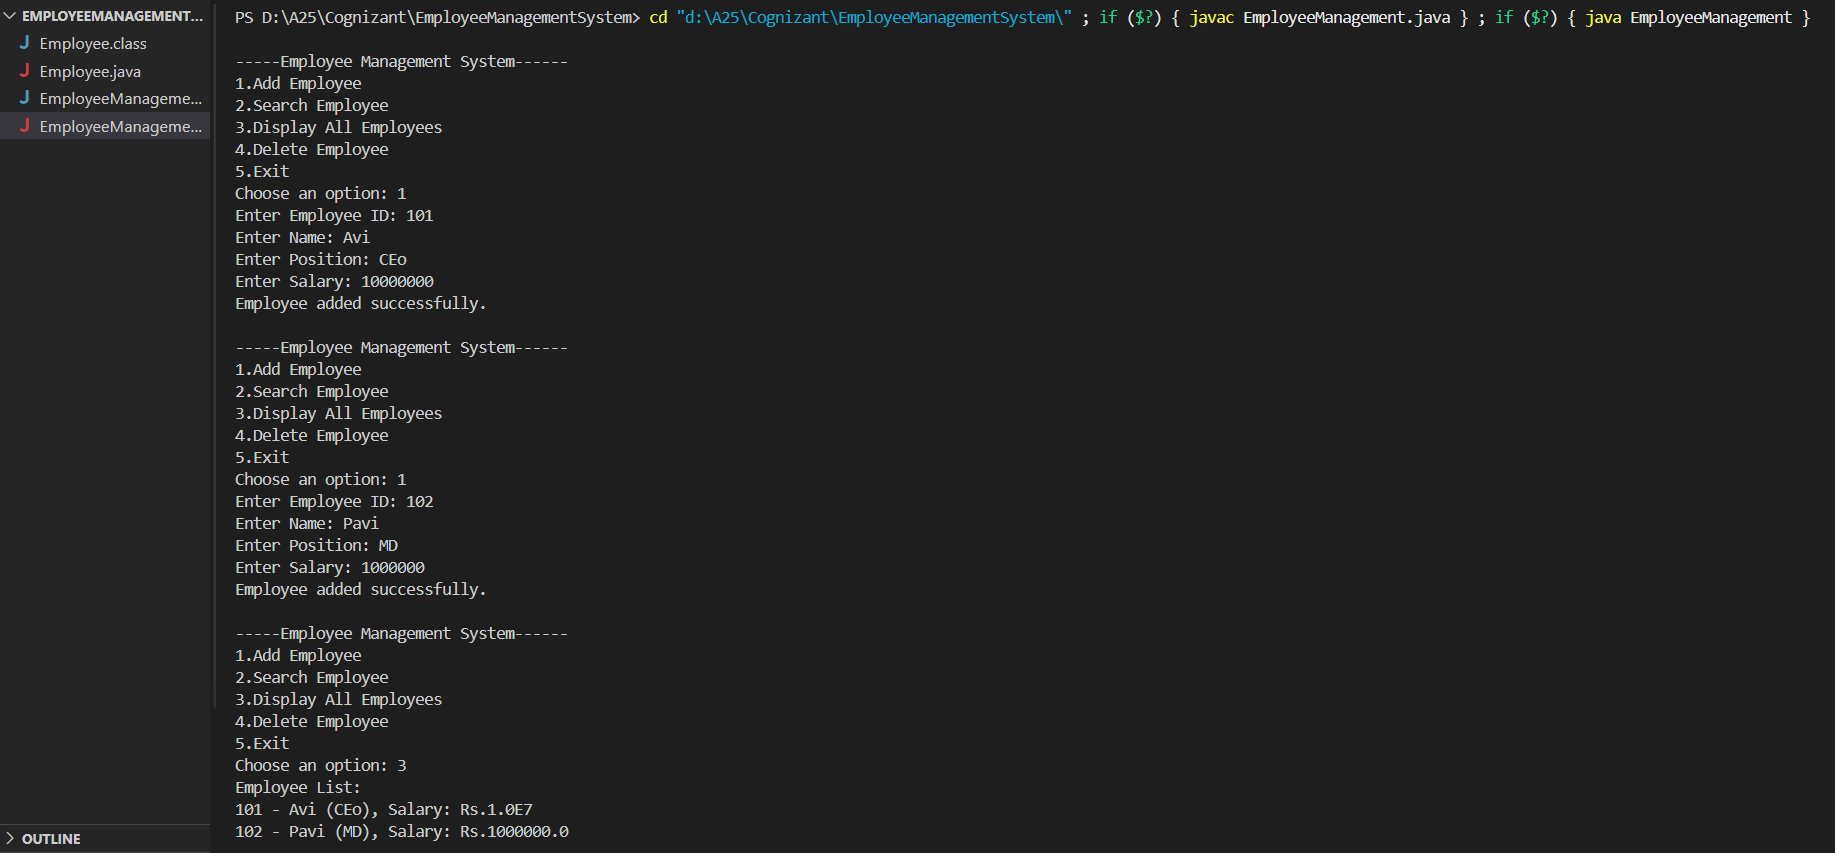 EMPLOYEEMANAGEMENT...
Employee.class
Employee.java
EmployeeManageme...
EmployeeManageme...
OUTLINE
PS D:\A25\Cognizant\EmployeeManagementSystem> cd "d:\A25\Cognizant\EmployeeManagementSystem\" ; if ($?) { javac EmployeeManagement.java } ; if ($?) { java EmployeeManagement }
-----Employee Management System------
1.Add Employee
2.Search Employee
3.Display All Employees
4.Delete Employee
5.Exit
Choose an option: 1
Enter Employee ID: 101
Enter Name: Avi
Enter Position: CEo
Enter Salary: 10000000
Employee added successfully.
-----Employee Management System------
1.Add Employee
2.Search Employee
3.Display All Employees
4.Delete Employee
5.Exit
Choose an option: 1
Enter Employee ID: 102
Enter Name: Pavi
Enter Position: MD
Enter Salary: 1000000
Employee added successfully.
-----Employee Management System------
1.Add Employee
2.Search Employee
3.Display All Employees
4.Delete Employee
5.Exit
Choose an option: 3
Employee List:
101 - Avi (CEo), Salary: Rs.1.0E7
102 - Pavi (MD), Salary: Rs.1000000.0